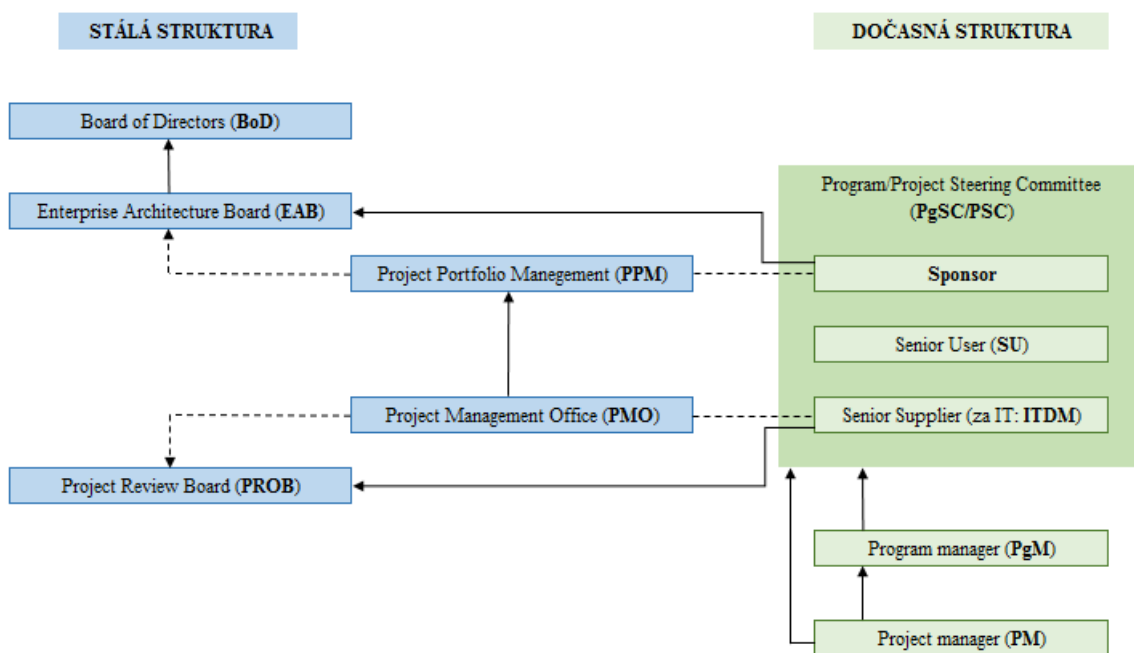 STÁLÁ STRUKTURA
DOČASNÁ STRUKTURA
Board of Directors (BoD)
Program/Project Steering Committee
(PgSC/PSC)
Enterprise Architecture Board (EAB)
Project Portfolio Manegement (PPM)
Sponsor
Senior User (SU)
Project Management Office (PMO)
Senior Supplier (za IT: ITDM)
Project Review Board (PROB)
Program manager (PgM)
Project manager (PM)